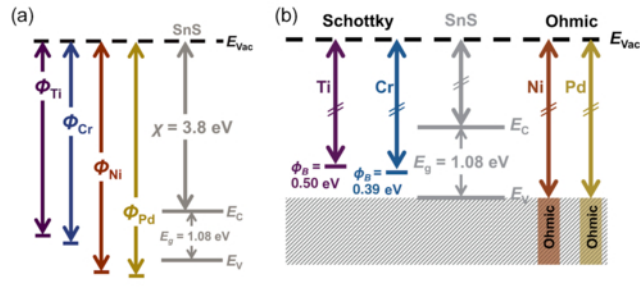 (a)
SnS
E_Vac
Φ_Ti
Φ_Cr
Φ_Ni
Φ_Pd
χ = 3.8 eV
E_C
E_g = 1.08 eV
E_V
(b)
Schottky
SnS
Ohmic
E_Vac
Ti
Cr
Ni
Pd
E_C
ϕ_B =
0.50 eV
ϕ_B =
0.39 eV
E_g = 1.08 eV
E_V
Ohmic
Ohmic